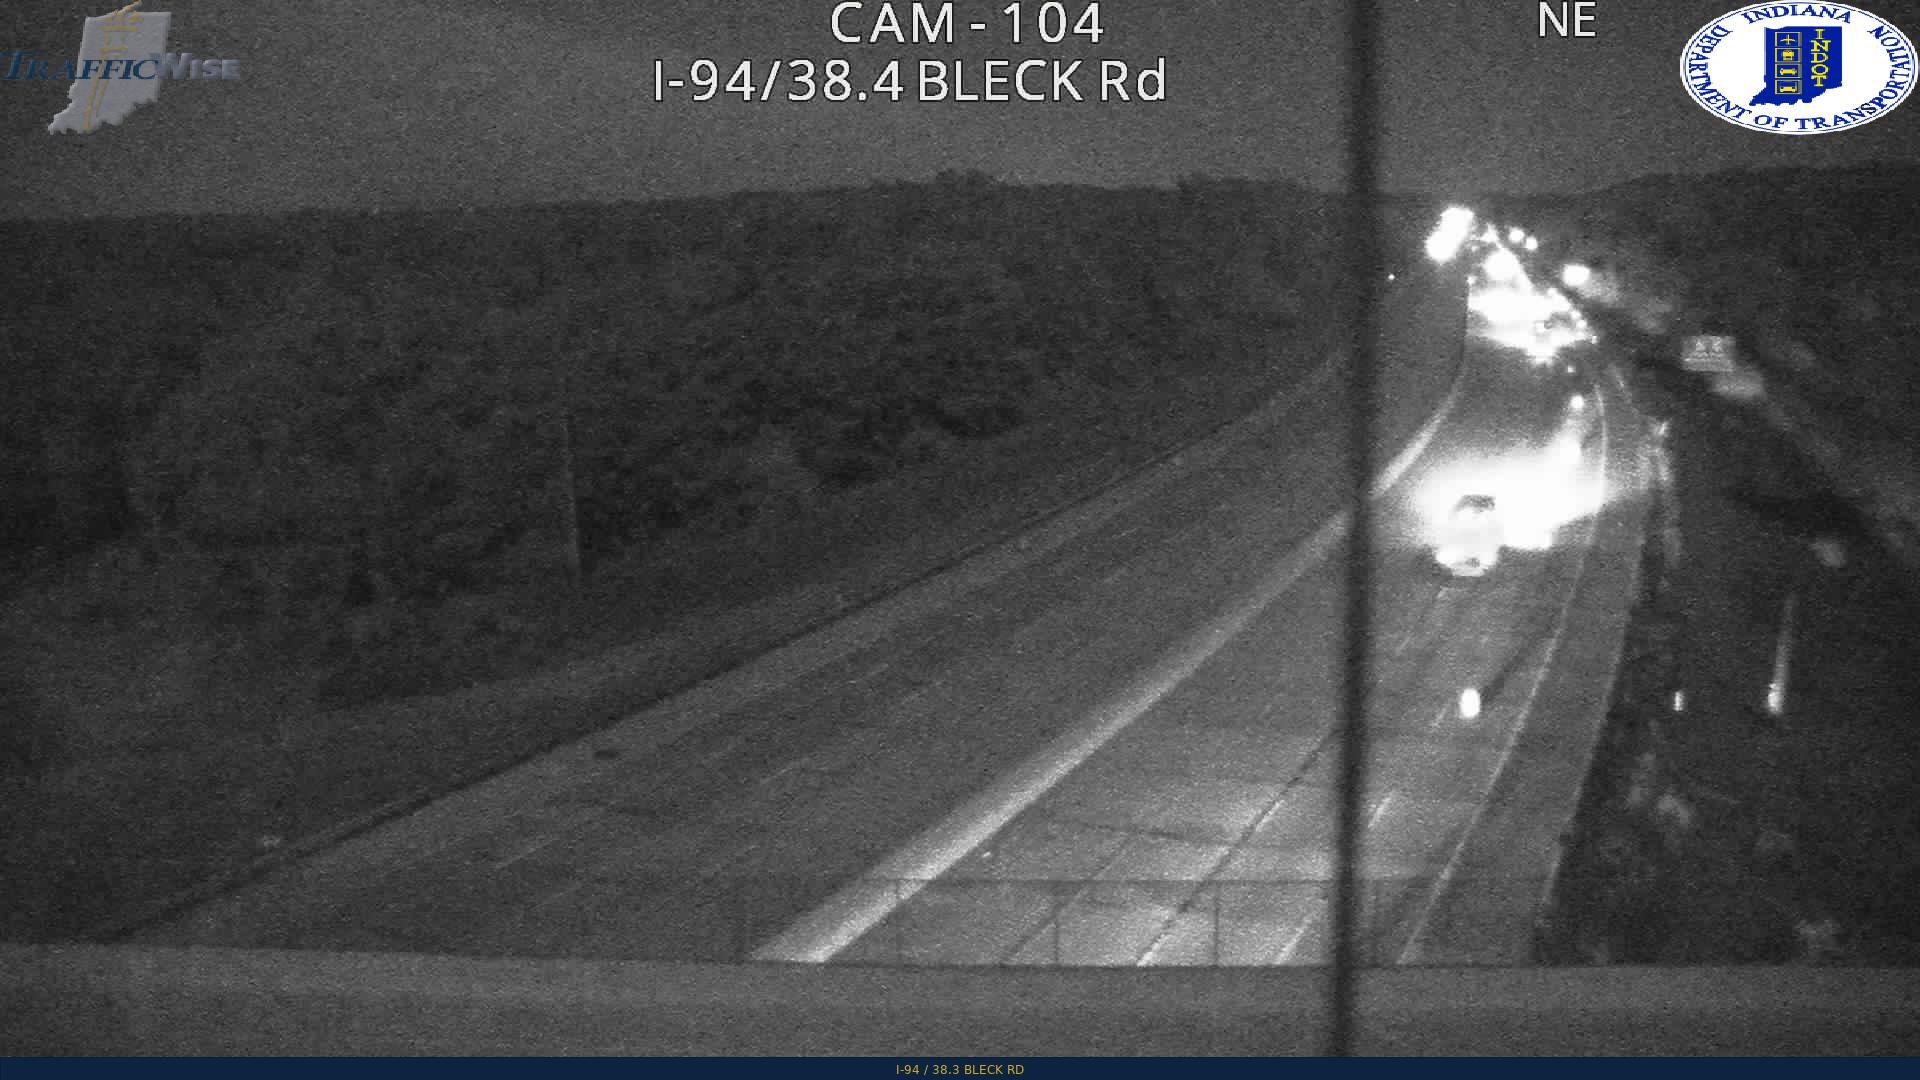 TRAFFICWISE
CAM-104
I-94/38.4 BLECK Rd
NE
INDIANA
DEPARTMENT OF TRANSPORTATION
INDOT
I-94 / 38.3 BLECK RD